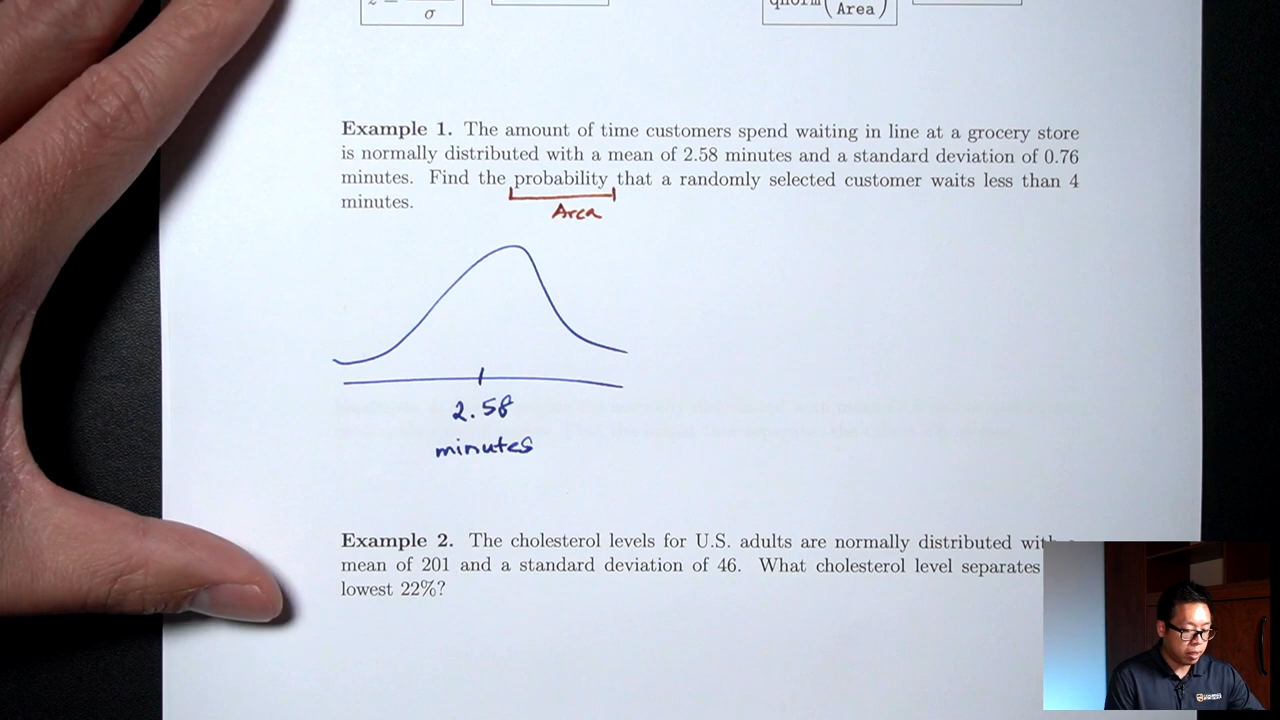 σ
qnorm( Area )
Example 1. The amount of time customers spend waiting in line at a grocery store
is normally distributed with a mean of 2.58 minutes and a standard deviation of 0.76
minutes. Find the probability that a randomly selected customer waits less than 4
minutes.
Area
2.58
minutes
Example 2. The cholesterol levels for U.S. adults are normally distributed with
mean of 201 and a standard deviation of 46. What cholesterol level separates
lowest 22%?